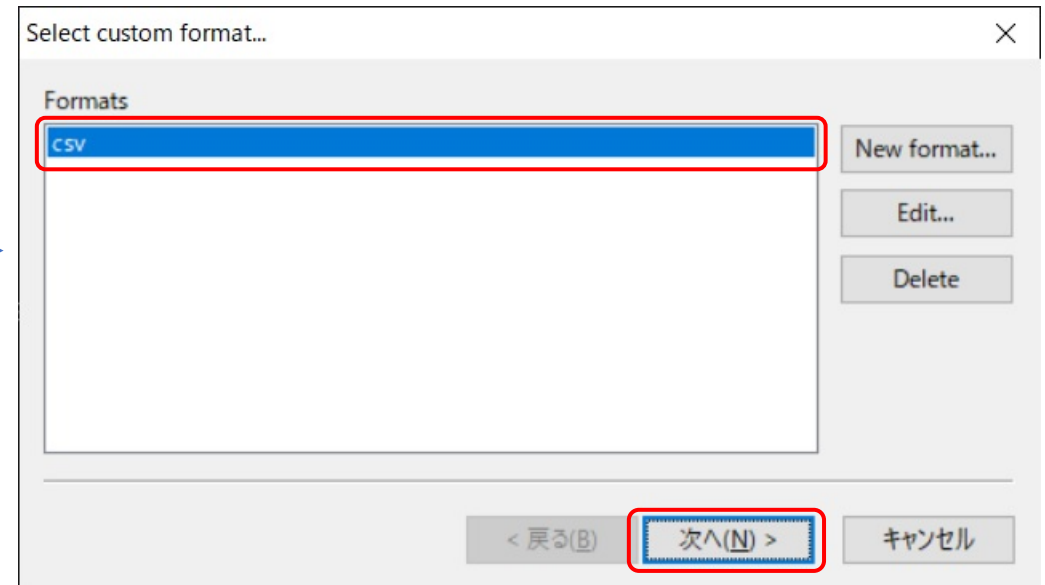 Select custom format...
Formats
csv
New format...
Edit...
Delete
< 戻る(B)
次へ(N) >
キャンセル